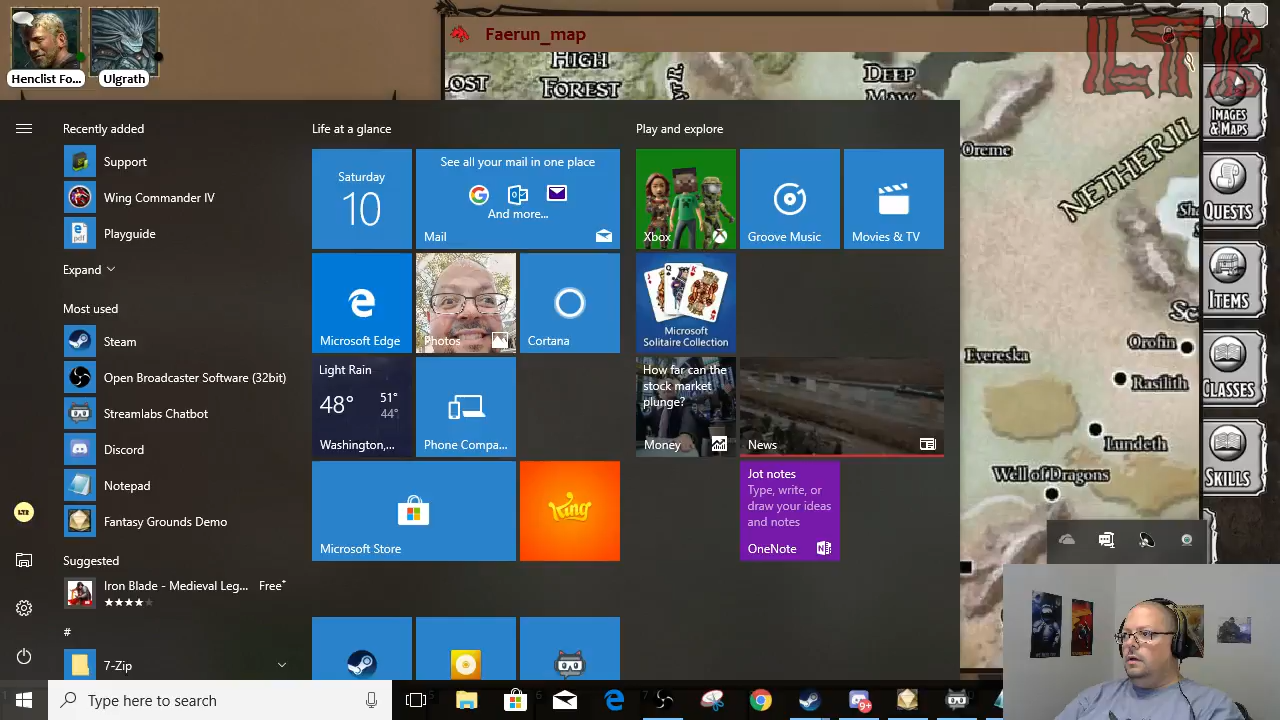 Henclist Fo...
Ulgrath
Faerun_map
LTR
LOST
HIGH
FOREST
DEEP
Oreme
NETHERIL
IMAGES
& MAPS
QUESTS
ITEMS
CLASSES
SKILLS
Evereska
Orofin
Rasilith
Lundeth
Well of Dragons
Recently added
Support
Wing Commander IV
Playguide
Expand
Most used
Steam
Open Broadcaster Software (32bit)
Streamlabs Chatbot
Discord
Notepad
Fantasy Grounds Demo
LTR
Suggested
Iron Blade - Medieval Leg...
Free*
#
7-Zip
Life at a glance
Saturday
10
See all your mail in one place
And more...
Mail
Microsoft Edge
Photos
Cortana
Light Rain
48°
51°
44°
Washington,...
Phone Compa...
Microsoft Store
King
Play and explore
Xbox
Groove Music
Movies & TV
Microsoft
Solitaire Collection
How far can the
stock market
plunge?
Money
News
Jot notes
Type, write, or
draw your ideas
and notes
OneNote
Type here to search
9+